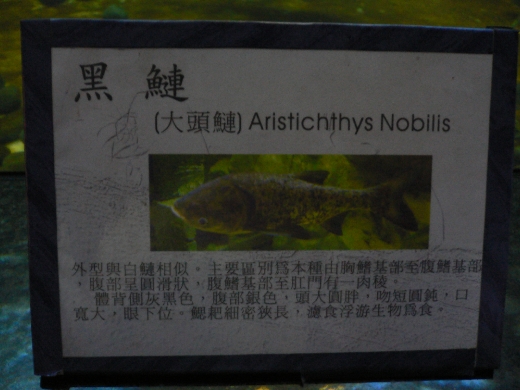 黑鰱
(大頭鰱) Aristichthys Nobilis
外型與白鰱相似。主要區別為本種由胸鰭基部至腹鰭基部
，腹部呈圓滑狀，腹鰭基部至肛門有一肉稜。
體背側灰黑色，腹部銀色，頭大圓胖，吻短圓鈍，口
寬大，眼下位。鰓耙細密狹長，濾食浮游生物為食。